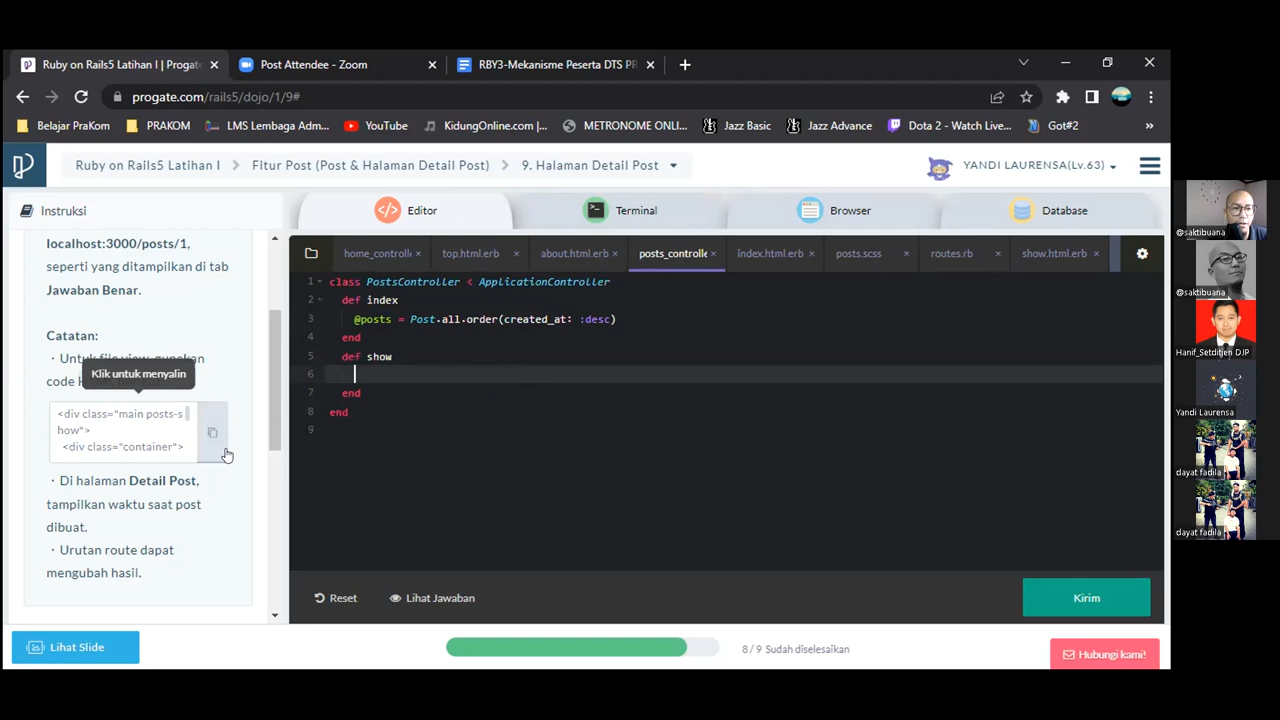 Ruby on Rails5 Latihan I | Progate
Post Attendee - Zoom
RBY3-Mekanisme Peserta DTS PR
progate.com/rails5/dojo/1/9#
Belajar PraKom
PRAKOM
LMS Lembaga Adm...
YouTube
KidungOnline.com |...
METRONOME ONLI...
Jazz Basic
Jazz Advance
Dota 2 - Watch Live...
Got#2
»
Ruby on Rails5 Latihan I
Fitur Post (Post & Halaman Detail Post)
9. Halaman Detail Post
YANDI LAURENSA(Lv.63)
Instruksi
Editor
Terminal
Browser
Database
localhost:3000/posts/1,
seperti yang ditampilkan di tab
Jawaban Benar.
Catatan:
· Untuk file view, gunakan
code
Klik untuk menyalin
<div class="main posts-s
how">
<div class="container">
· Di halaman Detail Post,
tampilkan waktu saat post
dibuat.
· Urutan route dapat
mengubah hasil.
home_controlle
top.html.erb
about.html.erb
posts_controlle
index.html.erb
posts.scss
routes.rb
show.html.erb
1 class PostsController < ApplicationController
2 def index
3 @posts = Post.all.order(created_at: :desc)
4 end
5 def show
6
7 end
8 end
9
Reset
Lihat Jawaban
Kirim
Lihat Slide
8/9 Sudah diselesaikan
Hubungi kami!
@saktibuana
@saktibuana
Hanif_Setditjen DJP
Yandi Laurensa
dayat fadila
dayat fadila